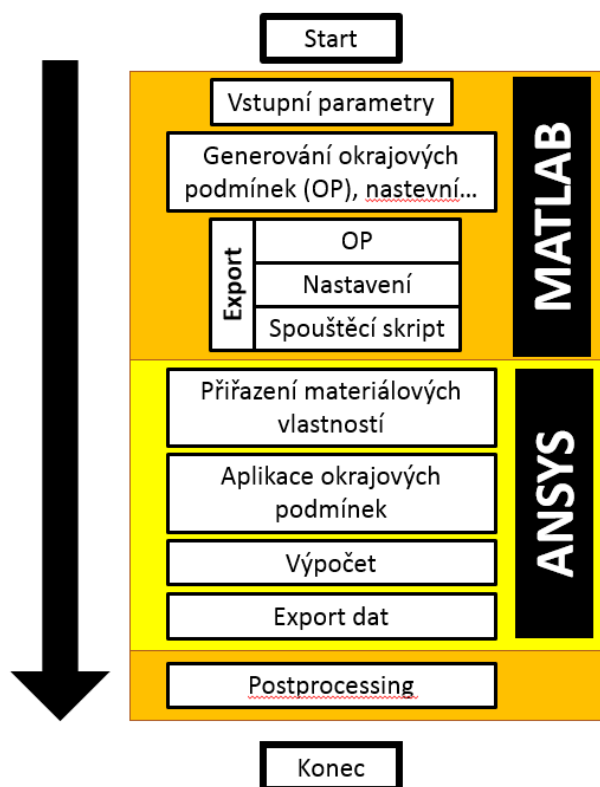 Start
Vstupní parametry
Generování okrajových
podmínek (OP), nastevní...
Export
OP
Nastavení
Spouštěcí skript
MATLAB
Přiřazení materiálových
vlastností
Aplikace okrajových
podmínek
Výpočet
Export dat
ANSYS
Postprocessing
Konec